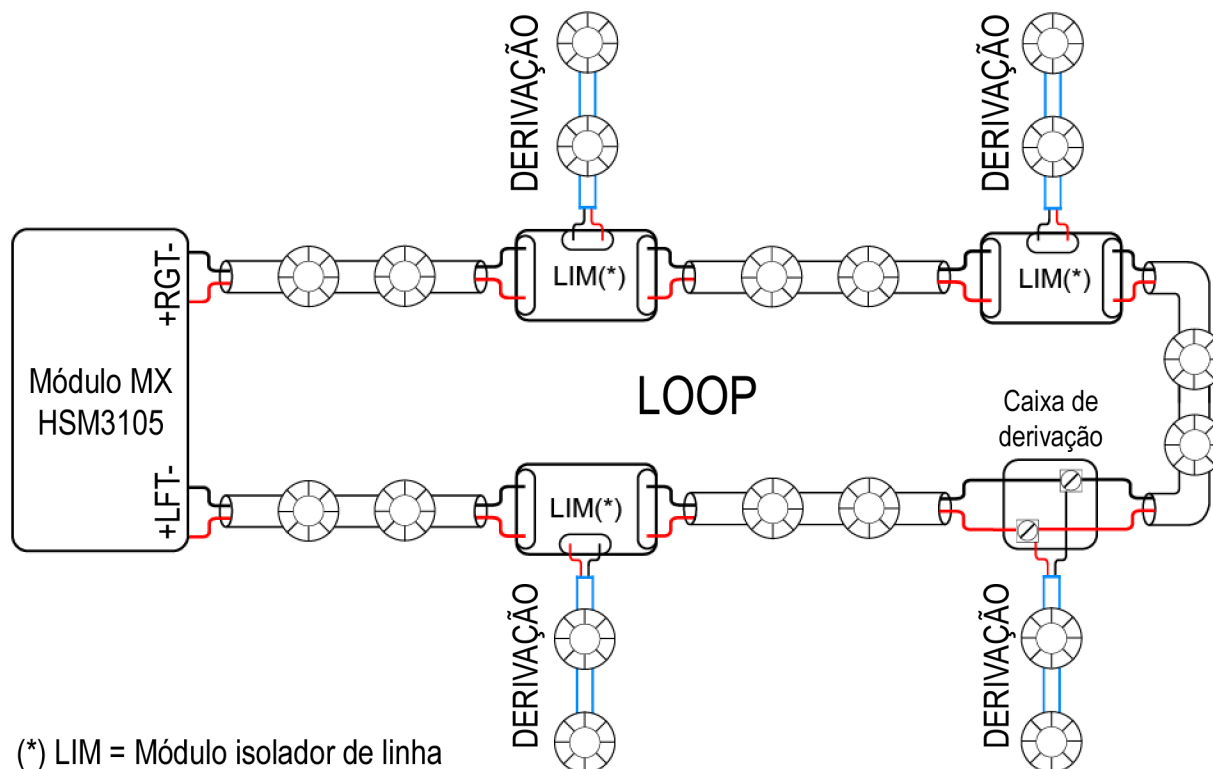 DERIVAÇÃO
DERIVAÇÃO
+RGT-
LIM(*)
LIM(*)
Módulo MX
HSM3105
LOOP
Caixa de
derivação
+LFT-
LIM(*)
DERIVAÇÃO
DERIVAÇÃO
(*) LIM = Módulo isolador de linha